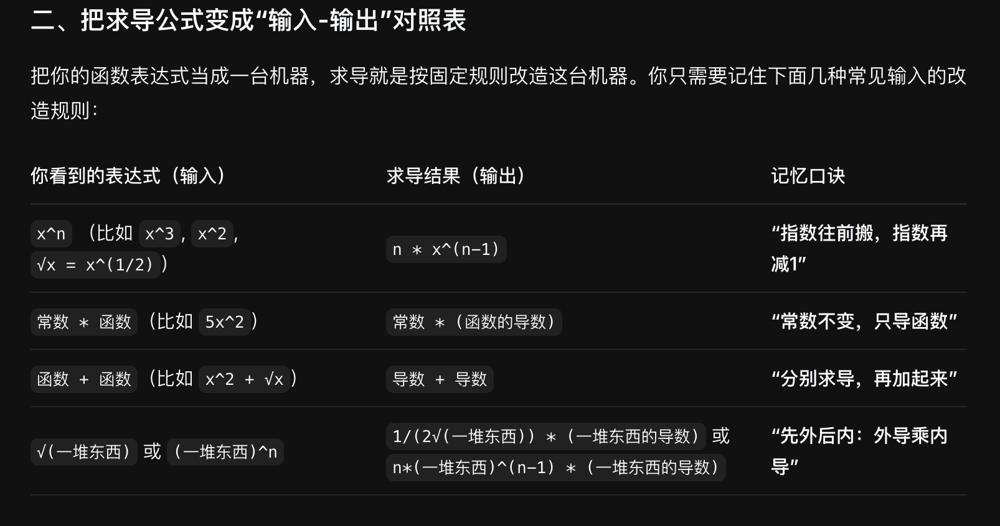 二、把求导公式变成“输入-输出”对照表
把你的函数表达式当成一台机器，求导就是按固定规则改造这台机器。你只需要记住下面几种常见输入的改
造规则：
你看到的表达式（输入） 求导结果（输出） 记忆口诀
x^n （比如 x^3, x^2,
√x = x^(1/2)）
n * x^(n-1)
“指数往前搬，指数再
减1”
常数 * 函数 （比如 5x^2） 常数 * (函数的导数) “常数不变，只导函数”
函数 + 函数 （比如 x^2 + √x） 导数 + 导数 “分别求导，再加起来”
√(一堆东西) 或 (一堆东西)^n
1/(2√(一堆东西)) * (一堆东西的导数) 或
n*(一堆东西)^(n-1) * (一堆东西的导数)
“先外后内：外导乘内
导”